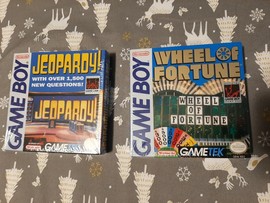 GAME BOY
JEOPARDY!
WITH OVER 1,500
NEW QUESTIONS!
JEOPARDY!
GAMETEK
GAME BOY
WHEEL OF
FORTUNE
WHEEL
OF
FORTUNE
GAMETEK